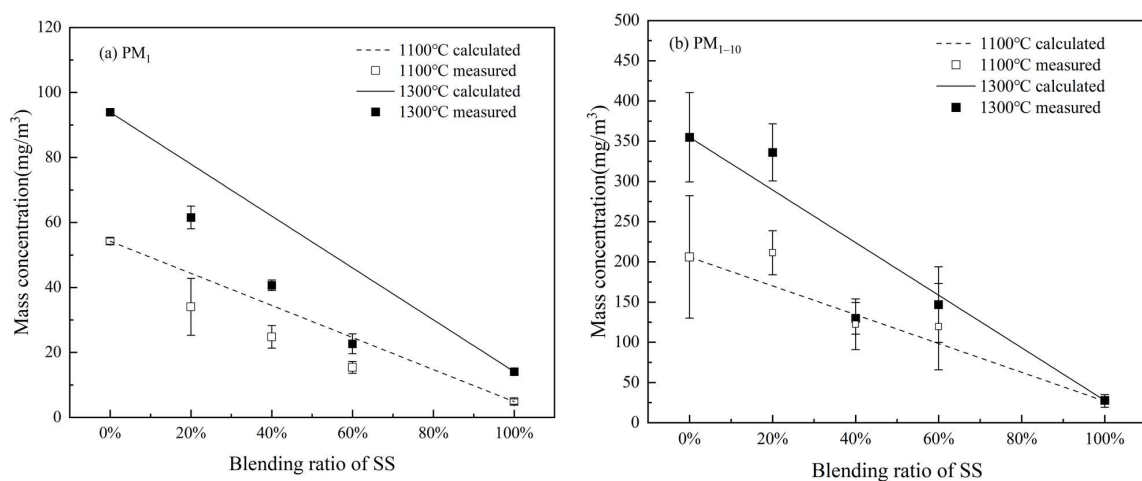 (a) PM₁
1100℃ calculated
1100℃ measured
1300℃ calculated
1300℃ measured
Mass concentration(mg/m³)
120
100
80
60
40
20
0
0% 20% 40% 60% 100%
Blending ratio of SS
(b) PM₁₋₁₀
1100℃ calculated
1100℃ measured
1300℃ calculated
1300℃ measured
Mass concentration(mg/m³)
500
450
400
350
300
250
200
150
100
50
0
0% 20% 40% 60% 100%
Blending ratio of SS